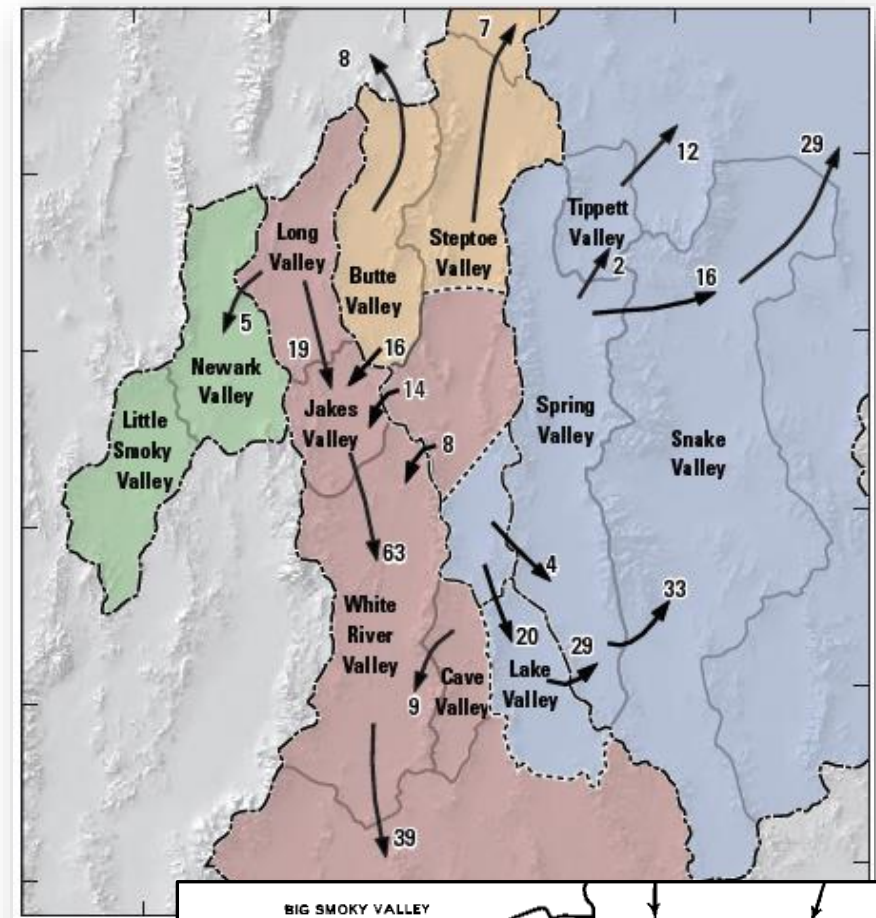 7
8
12
29
Tippett
Valley
Long
Valley
Steptoe
Valley
2
Butte
Valley
16
5
19
16
Newark
Valley
14
Jakes
Valley
Little
Smoky
Valley
Spring
Valley
Snake
Valley
8
63
4
33
White
River
Valley
20
29
Lake
Valley
Cave
Valley
9
39
BIG SMOKY VALLEY